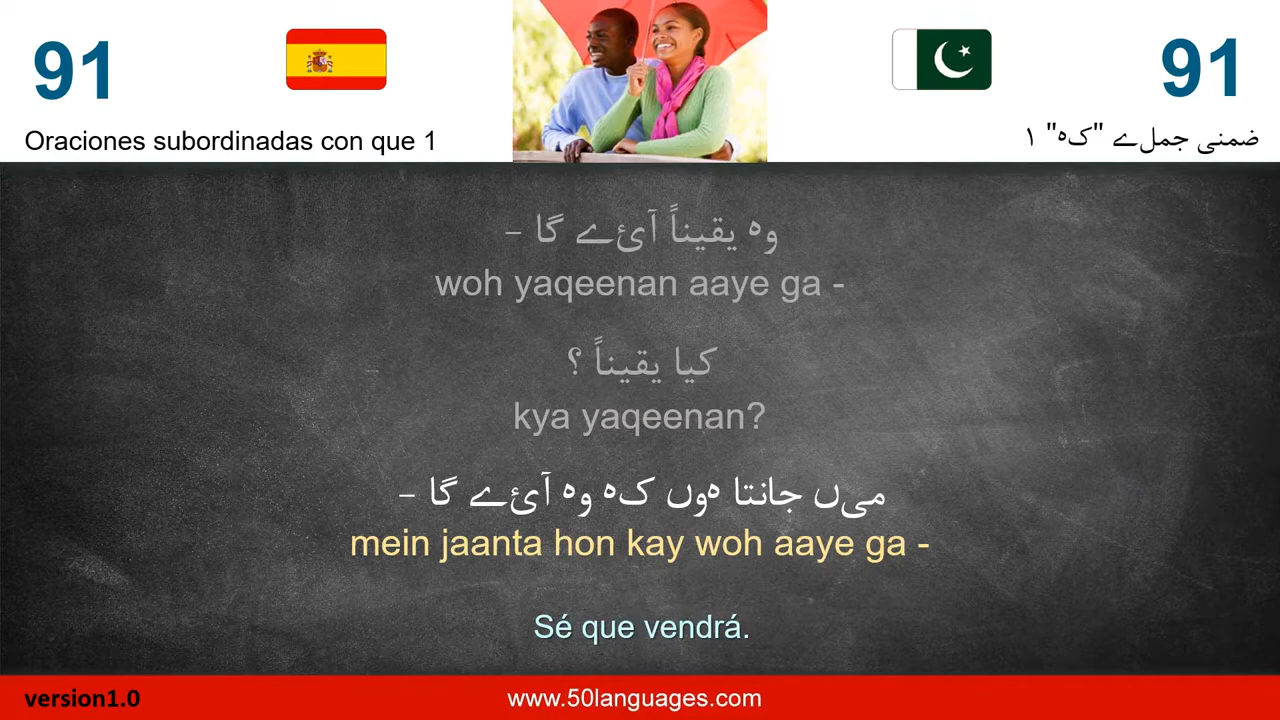 91
91
Oraciones subordinadas con que 1
ضمنی جملے "کہ" ۱
وہ یقیناً آئے گا –
woh yaqeenan aaye ga -
کیا یقیناً ؟
kya yaqeenan?
میں جانتا ہوں کہ وہ آئے گا –
mein jaanta hon kay woh aaye ga -
Sé que vendrá.
version1.0
www.50languages.com